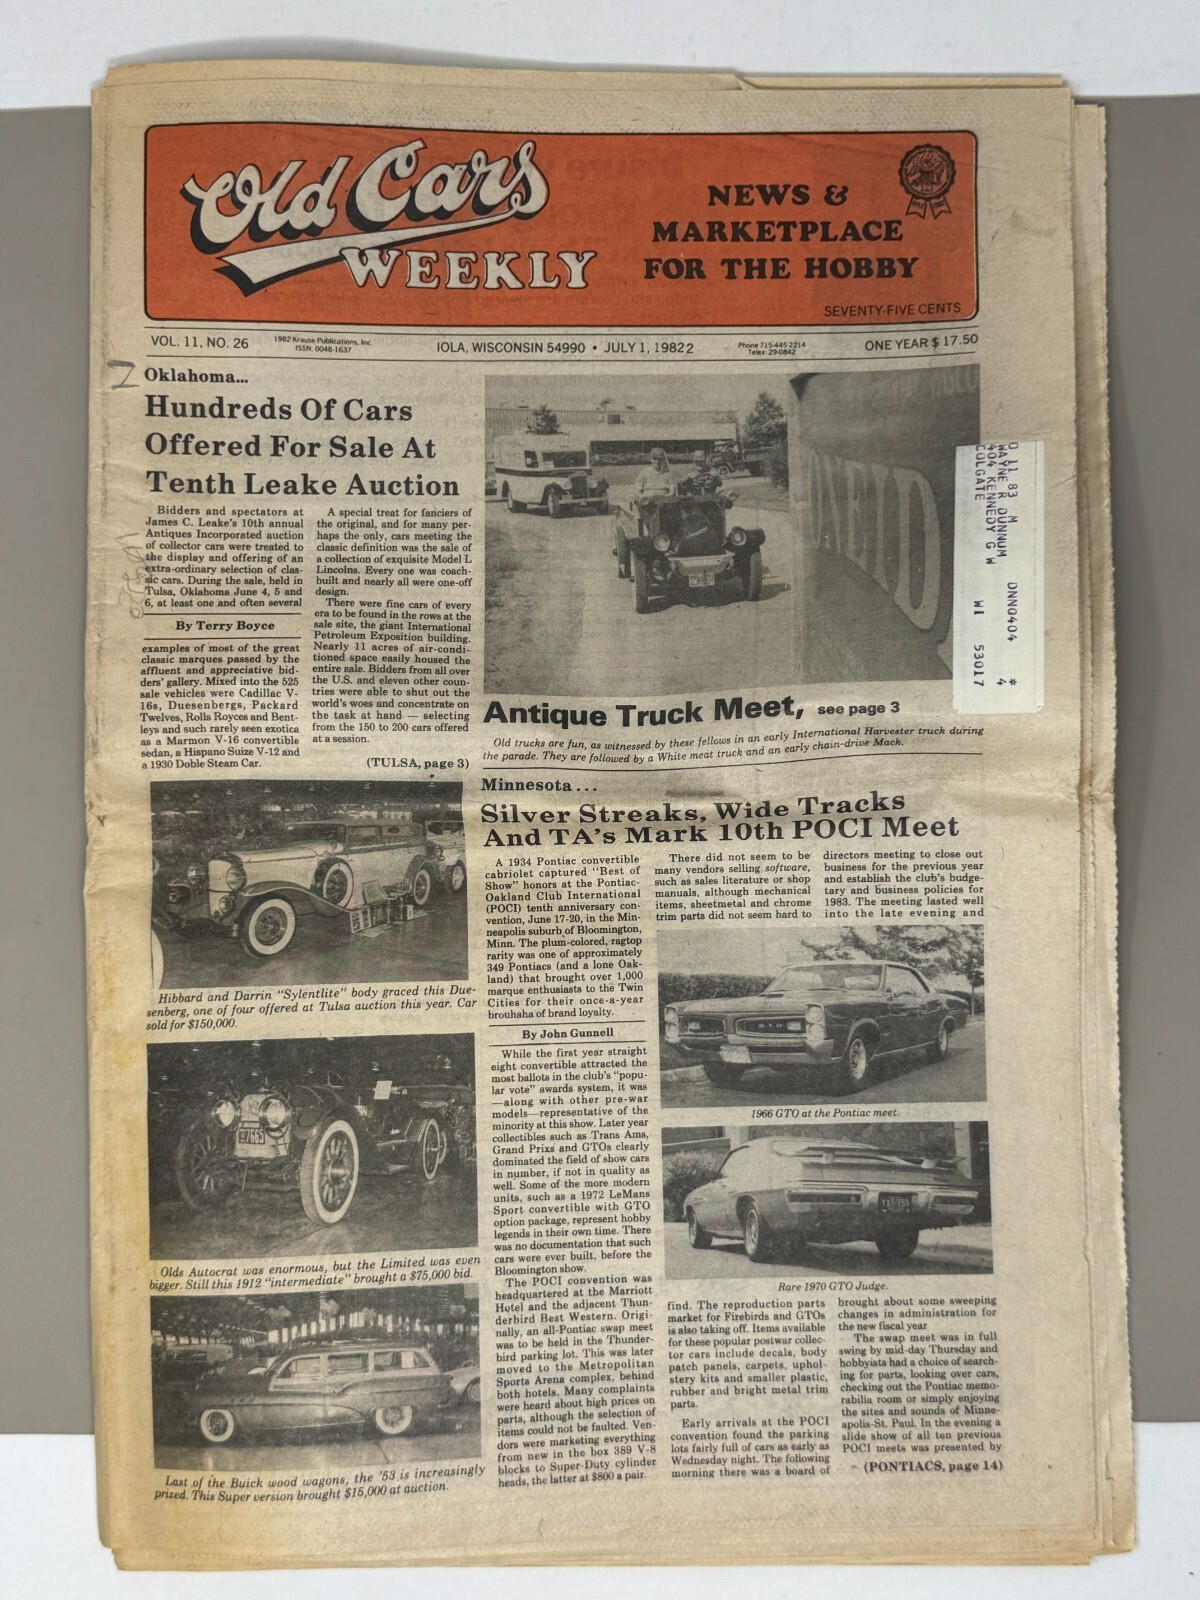 Old Cars
WEEKLY
NEWS &
MARKETPLACE
FOR THE HOBBY
SEVENTY-FIVE CENTS
VOL. 11, NO. 26
1982 Krause Publications, Inc
ISSN: 0048-1637
IOLA, WISCONSIN 54990 • JULY 1, 19822
Phone 715-445-2214
Telex: 29-0842
ONE YEAR $ 17.50
Oklahoma...
Hundreds Of Cars
Offered For Sale At
Tenth Leake Auction
Bidders and spectators at
James C. Leake's 10th annual
Antiques Incorporated auction
of collector cars were treated to
the display and offering of an
extra-ordinary selection of clas-
sic cars. During the sale, held in
Tulsa, Oklahoma June 4, 5 and
6, at least one and often several
By Terry Boyce
examples of most of the great
classic marques passed by the
affluent and appreciative bid-
ders' gallery. Mixed into the 525
sale vehicles were Cadillac V-
16s, Duesenbergs, Packard
Twelves, Rolls Royces and Bent-
leys and such rarely seen exotica
as a Marmon V-16 convertible
sedan, a Hispano Suize V-12 and
a 1930 Doble Steam Car.
A special treat for fanciers of
the original, and for many per-
haps the only, cars meeting the
classic definition was the sale of
a collection of exquisite Model L
Lincolns. Every one was coach-
built and nearly all were one-off
design.
There were fine cars of every
era to be found in the rows at the
sale site, the giant International
Petroleum Exposition building.
Nearly 11 acres of air-condi-
tioned space easily housed the
entire sale. Bidders from all over
the U.S. and eleven other coun-
tries were able to shut out the
world's woes and concentrate on
the task at hand — selecting
from the 150 to 200 cars offered
at a session.
(TULSA, page 3)
O 11 83 M DNN0404 * 4
WAYNE R DUNNUM
404 KENNEDY G W
COLGATE WI 53017
Antique Truck Meet, see page 3
Old trucks are fun, as witnessed by these fellows in an early International Harvester truck during
the parade. They are followed by a White meat truck and an early chain-drive Mack.
Hibbard and Darrin "Sylentlite" body graced this Due-
senberg, one of four offered at Tulsa auction this year. Car
sold for $150,000.
7663
Olds Autocrat was enormous, but the Limited was even
bigger. Still this 1912 "intermediate" brought a $75,000 bid.
Last of the Buick wood wagons, the '53 is increasingly
prized. This Super version brought $15,000 at auction.
Minnesota...
Silver Streaks, Wide Tracks
And TA's Mark 10th POCI Meet
A 1934 Pontiac convertible
cabriolet captured "Best of
Show" honors at the Pontiac-
Oakland Club International
(POCI) tenth anniversary con-
vention, June 17-20, in the Min-
neapolis suburb of Bloomington,
Minn. The plum-colored, ragtop
rarity was one of approximately
349 Pontiacs (and a lone Oak-
land) that brought over 1,000
marque enthusiasts to the Twin
Cities for their once-a-year
brouhaha of brand loyalty.
By John Gunnell
While the first year straight
eight convertible attracted the
most ballots in the club's "popu-
lar vote" awards system, it was
—along with other pre-war
models—representative of the
minority at this show. Later year
collectibles such as Trans Ams,
Grand Prixs and GTOs clearly
dominated the field of show cars
in number, if not in quality as
well. Some of the more modern
units, such as a 1972 LeMans
Sport convertible with GTO
option package, represent hobby
legends in their own time. There
was no documentation that such
cars were ever built, before the
Bloomington show.
The POCI convention was
headquartered at the Marriott
Hotel and the adjacent Thun-
derbird Best Western. Origi-
nally, an all-Pontiac swap meet
was to be held in the Thunder-
bird parking lot. This was later
moved to the Metropolitan
Sports Arena complex, behind
both hotels. Many complaints
were heard about high prices on
parts, although the selection of
items could not be faulted. Ven-
dors were marketing everything
from new in the box 389 V-8
blocks to Super-Duty cylinder
heads, the latter at $800 a pair.
There did not seem to be
many vendors selling software,
such as sales literature or shop
manuals, although mechanical
items, sheetmetal and chrome
trim parts did not seem hard to
directors meeting to close out
business for the previous year
and establish the club's budge-
tary and business policies for
1983. The meeting lasted well
into the late evening and
GTO
1966 GTO at the Pontiac meet.
Rare 1970 GTO Judge.
find. The reproduction parts
market for Firebirds and GTOs
is also taking off. Items available
for these popular postwar collec-
tor cars include decals, body
patch panels, carpets, uphol-
stery kits and smaller plastic,
rubber and bright metal trim
parts.
Early arrivals at the POCI
convention found the parking
lots fairly full of cars as early as
Wednesday night. The following
morning there was a board of
brought about some sweeping
changes in administration for
the new fiscal year
The swap meet was in full
swing by mid-day Thursday and
hobbyists had a choice of search-
ing for parts, looking over cars,
checking out the Pontiac memo-
rabilia room or simply enjoying
the sites and sounds of Minne-
apolis-St. Paul. In the evening a
slide show of all ten previous
POCI meets was presented by
(PONTIACS, page 14)